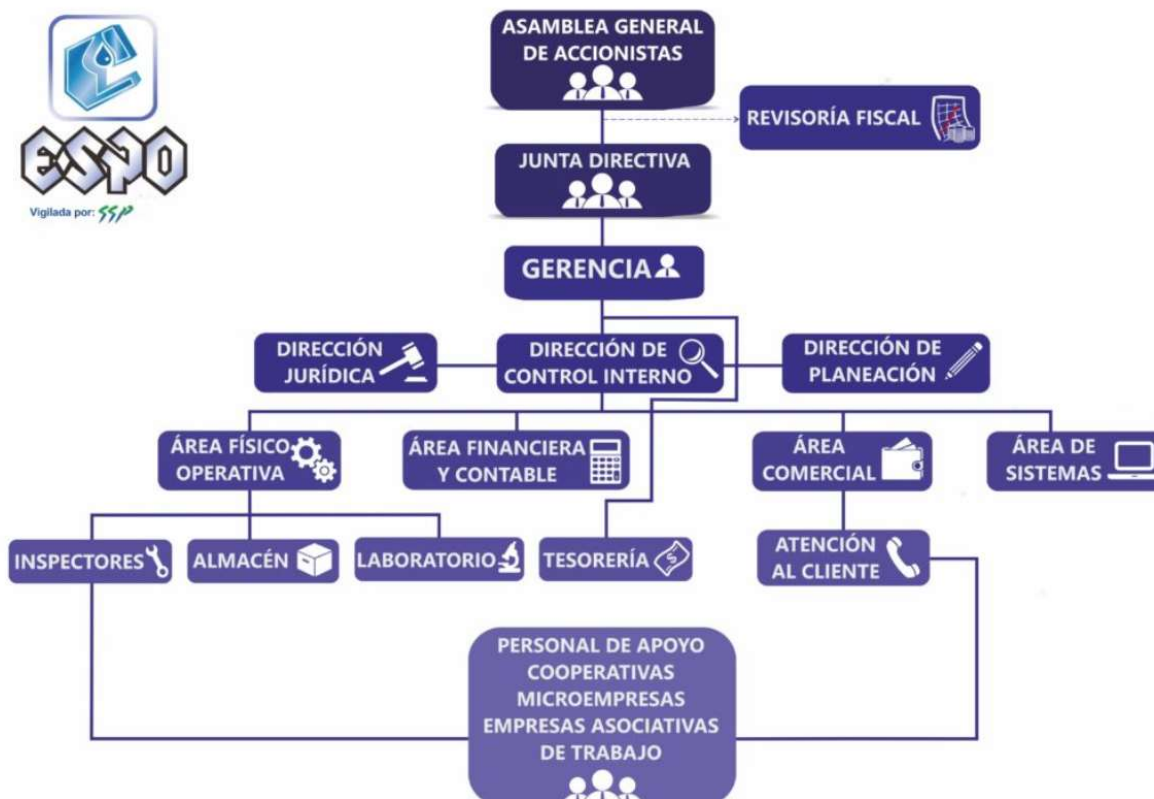 ASAMBLEA GENERAL
DE ACCIONISTAS
REVISORÍA FISCAL
ESPO
Vigilada por: SSP
JUNTA DIRECTIVA
GERENCIA
DIRECCIÓN
JURÍDICA
DIRECCIÓN DE
CONTROL INTERNO
DIRECCIÓN DE
PLANEACIÓN
ÁREA FÍSICO
OPERATIVA
ÁREA FINANCIERA
Y CONTABLE
ÁREA
COMERCIAL
ÁREA DE
SISTEMAS
INSPECTORES
ALMACÉN
LABORATORIO
TESORERÍA
ATENCIÓN
AL CLIENTE
PERSONAL DE APOYO
COOPERATIVAS
MICROEMPRESAS
EMPRESAS ASOCIATIVAS
DE TRABAJO